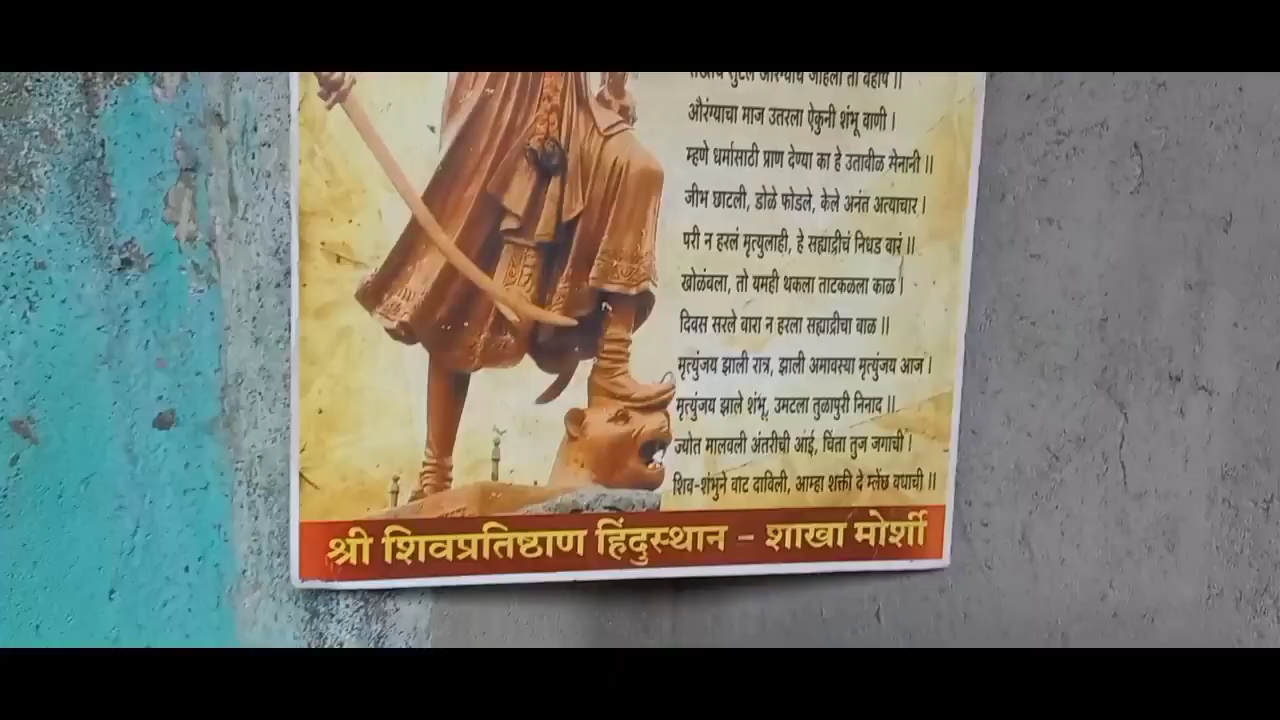 औरंग्याचा माज उतरला ऐकुनी शंभू वाणी ।
म्हणे धर्मासाठी प्राण देण्या का हे उतावीळ सेनानी ॥
जीभ छाटली, डोळे फोडले, केले अनंत अत्याचार ।
परी न हरलं मृत्युलाही, हे सह्याद्रीचं निधड वारं ॥
खोळंबला, तो यमही थकला ताटकळला काळ ।
दिवस सरले वारा न हरला सह्याद्रीचा वाळ ॥
मृत्युंजय झाली रात्र, झाली अमावस्या मृत्युंजय आज ।
मृत्युंजय झाले शंभू, उमटला तुळापुरी निनाद ॥
ज्योत मालवली अंतरीची आई, चिंता तुज जगाची ।
शिव-शंभुने वाट दाविली, आम्हा शक्ती दे म्लेंछ वधाची ॥
श्री शिवप्रतिष्ठाण हिंदुस्थान - शाखा मोर्शी